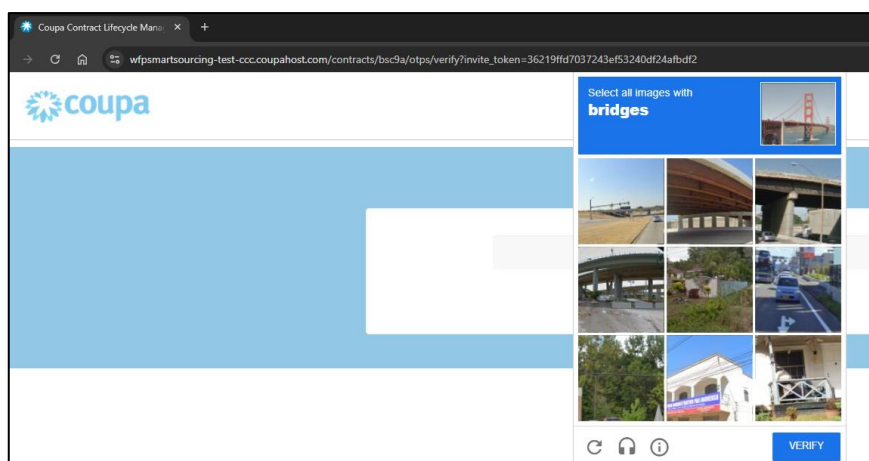 Coupa Contract Lifecycle Mana
wfpsmartsourcing-test-ccc.coupahost.com/contracts/bsc9a/otps/verify?invite_token=36219ffd7037243ef53240df24afbdf2
coupa
Select all images with
bridges
VERIFY